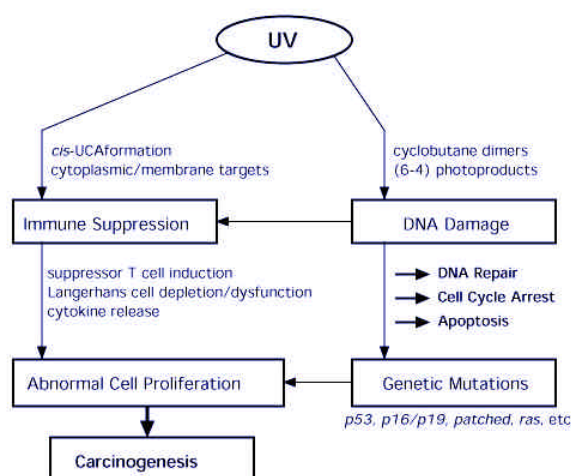 UV
cis-UCAformation
cytoplasmic/membrane targets
cyclobutane dimers
(6-4) photoproducts
Immune Suppression
DNA Damage
suppressor T cell induction
Langerhans cell depletion/dysfunction
cytokine release
DNA Repair
Cell Cycle Arrest
Apoptosis
Abnormal Cell Proliferation
Genetic Mutations
p53, p16/p19, patched, ras, etc
Carcinogenesis